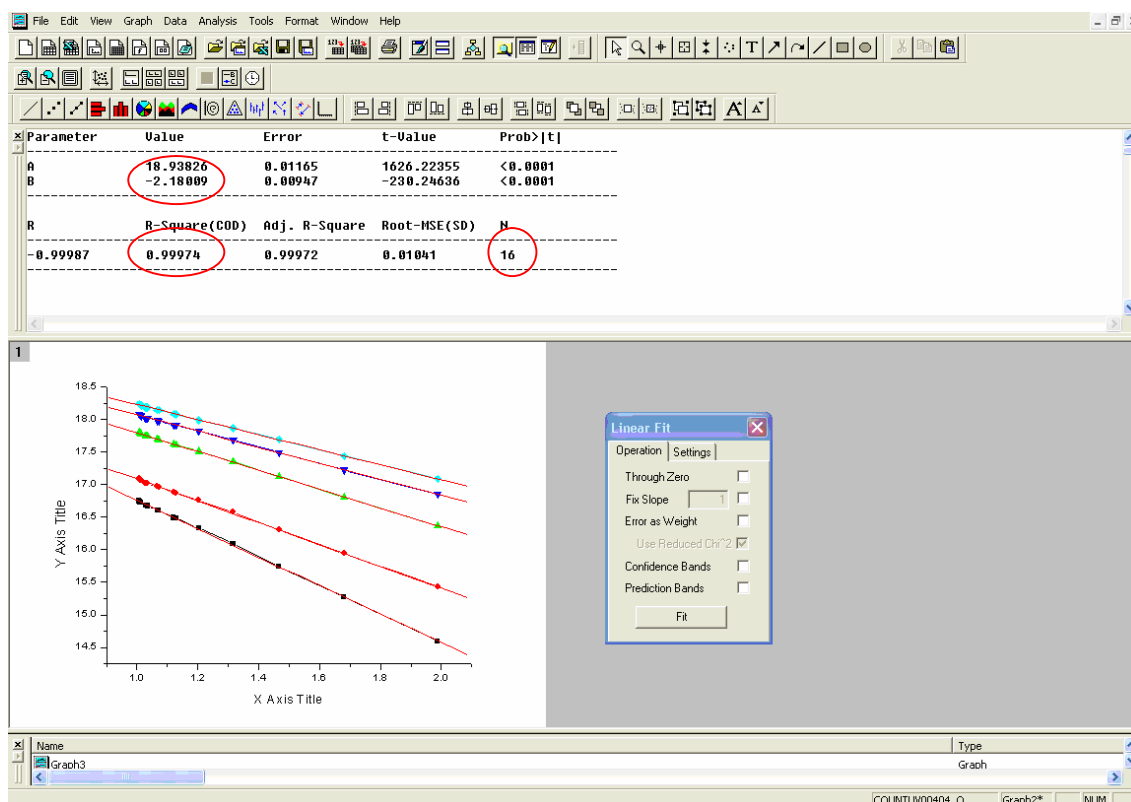 File Edit View Graph Data Analysis Tools Format Window Help
Parameter Value Error t-Value Prob>|t|
A 18.93826 0.01165 1626.22355 <0.0001
B -2.18009 0.00947 -230.24636 <0.0001
R R-Square(COD) Adj. R-Square Root-MSE(SD) N
-0.99987 0.99974 0.99972 0.01041 16
1
18.5
18.0
17.5
17.0
16.5
16.0
15.5
15.0
14.5
Y Axis Title
1.0 1.2 1.4 1.6 1.8 2.0
X Axis Title
Linear Fit
Operation Settings
Through Zero
Fix Slope 1
Error as Weight
Use Reduced Chi^2
Confidence Bands
Prediction Bands
Fit
Name Type
Graph3 Graph
Graph2* NUM